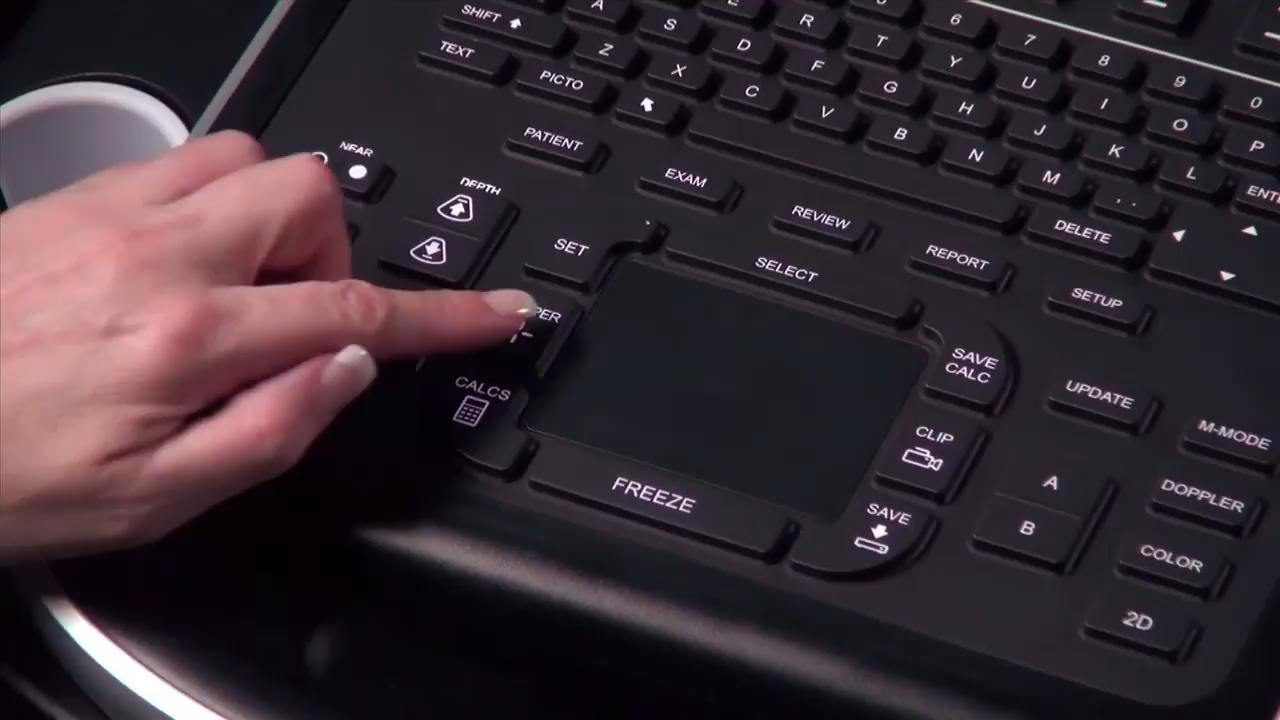 6
7
8
9
0
SHIFT
A
S
R
T
Y
U
I
O
P
TEXT
Z
D
F
G
H
J
K
L
PICTO
X
C
V
B
N
M
, .
PATIENT
EXAM
REVIEW
REPORT
DELETE
SETUP
NEAR
DEPTH
SET
SELECT
PER
CALCS
SAVE
CALC
UPDATE
M-MODE
CLIP
A
B
DOPPLER
FREEZE
SAVE
COLOR
2D